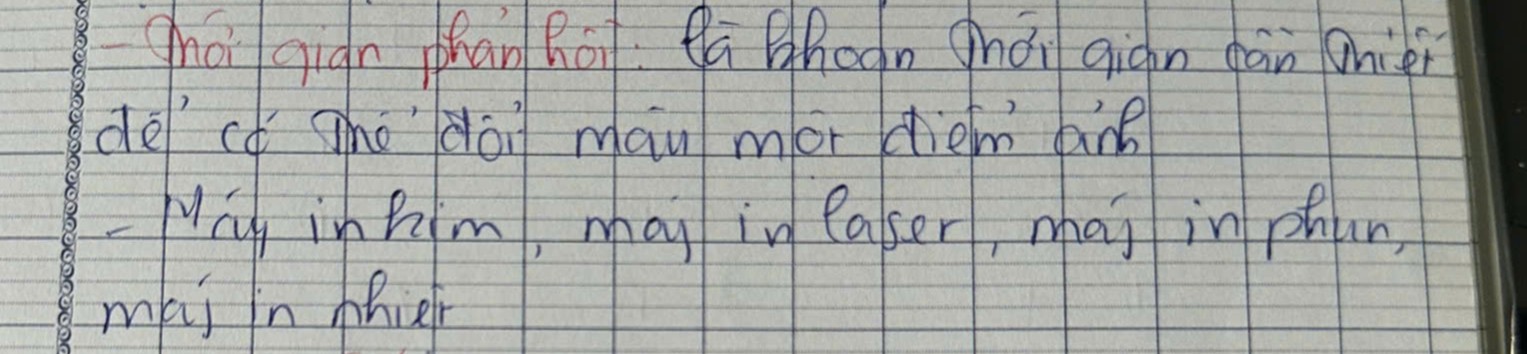 - Thời gian phản hồi: là khoản thời gian cần thiết
để có thể đổi màu một điểm ảnh
- Máy in kim, máy in laser, máy in phun,
máy in nhiệt